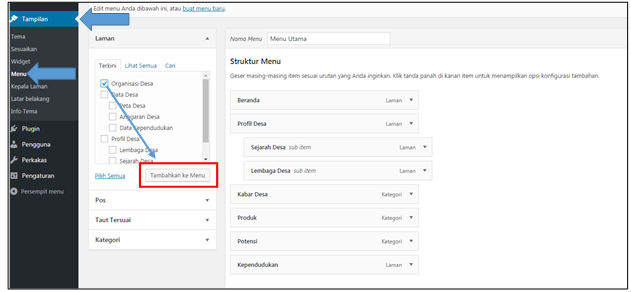 Edit menu Anda dibawah ini, atau buat menu baru.
Tampilan
Tema
Sesuaikan
Widget
Menu
Kepala Laman
Latar belakang
Info Tema
Plugin
Pengguna
Perkakas
Pengaturan
Persempit menu
Laman
Terkini Lihat Semua Cari
Organisasi Desa
Data Desa
Peta Desa
Anggaran Desa
Data Kependudukan
Profil Desa
Lembaga Desa
Sejarah Desa
Pilih Semua Tambahkan ke Menu
Pos
Taut Tersuai
Kategori
Nama Menu Menu Utama
Struktur Menu
Geser masing-masing item sesuai urutan yang Anda inginkan. Klik tanda panah di kanan item untuk menampilkan opsi konfigurasi tambahan.
Beranda Laman
Profil Desa Laman
Sejarah Desa sub item Laman
Lembaga Desa sub item Laman
Kabar Desa Kategori
Produk Kategori
Potensi Kategori
Kependudukan Laman